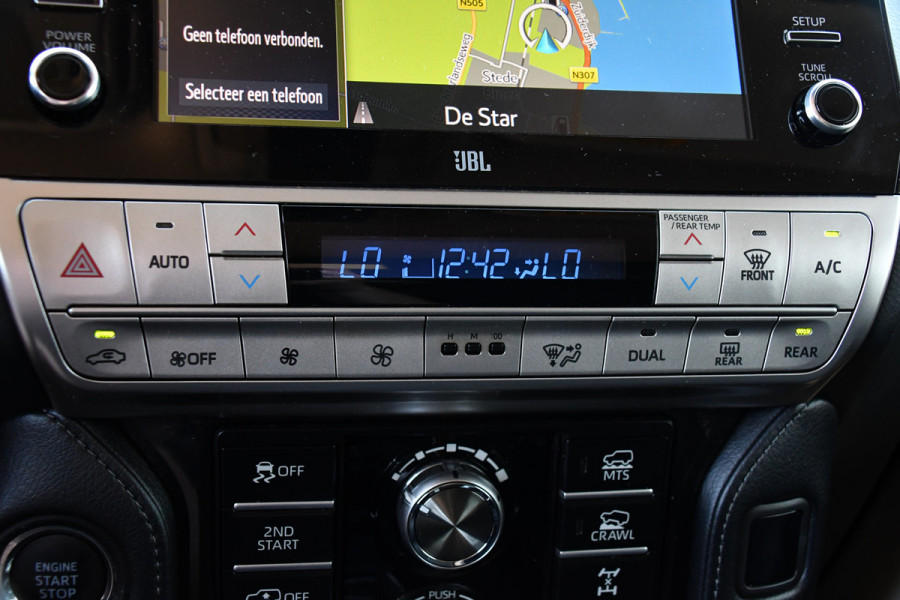 POWER
VOLUME
Geen telefoon verbonden.
Selecteer een telefoon
N505
Zuiderdijk
Stede
N307
De Star
SETUP
TUNE
SCROLL
JBL
AUTO
LO 12:42 LO
PASSENGER
/ REAR TEMP
FRONT
A/C
OFF
H M :00
DUAL
REAR
REAR
OFF
2ND
START
OFF
PUSH
MTS
CRAWL
ENGINE
START
STOP